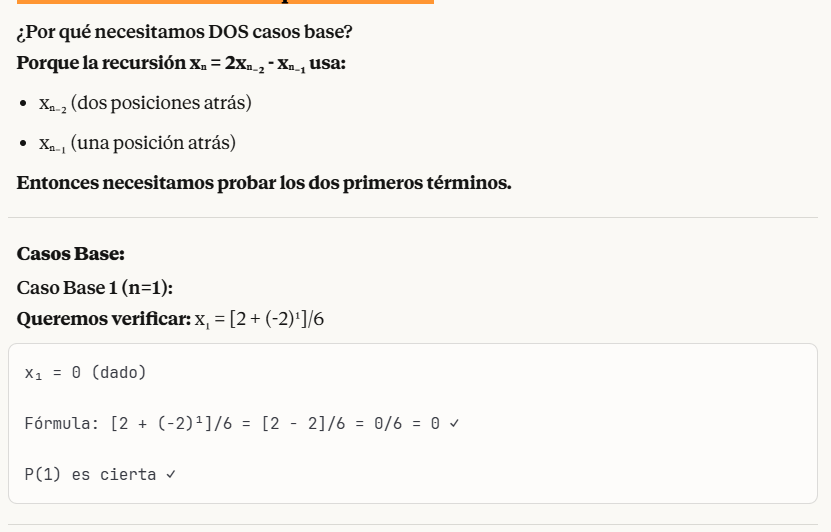 ¿Por qué necesitamos DOS casos base?
Porque la recursión xₙ = 2xₙ₋₂ - xₙ₋₁ usa:
• xₙ₋₂ (dos posiciones atrás)
• xₙ₋₁ (una posición atrás)
Entonces necesitamos probar los dos primeros términos.
Casos Base:
Caso Base 1 (n=1):
Queremos verificar: x₁ = [2 + (-2)¹]/6
x₁ = 0 (dado)
Fórmula: [2 + (-2)¹]/6 = [2 - 2]/6 = 0/6 = 0 ✓
P(1) es cierta ✓